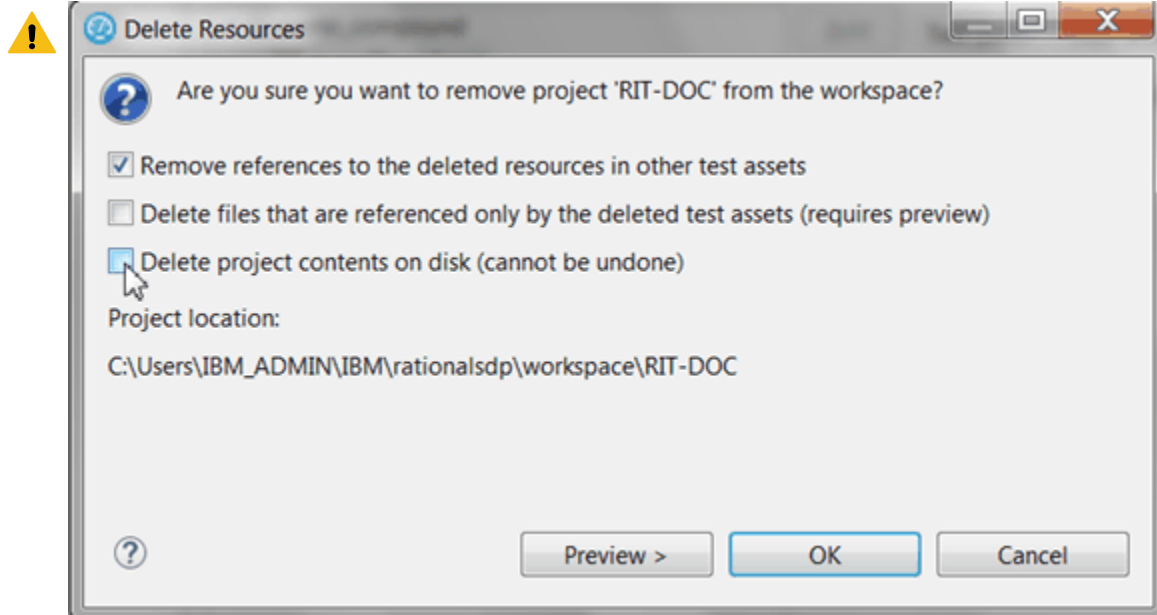 Delete Resources
Are you sure you want to remove project 'RIT-DOC' from the workspace?
Remove references to the deleted resources in other test assets
Delete files that are referenced only by the deleted test assets (requires preview)
Delete project contents on disk (cannot be undone)
Project location:
C:\Users\IBM_ADMIN\IBM\rationalsdp\workspace\RIT-DOC
Preview > OK Cancel